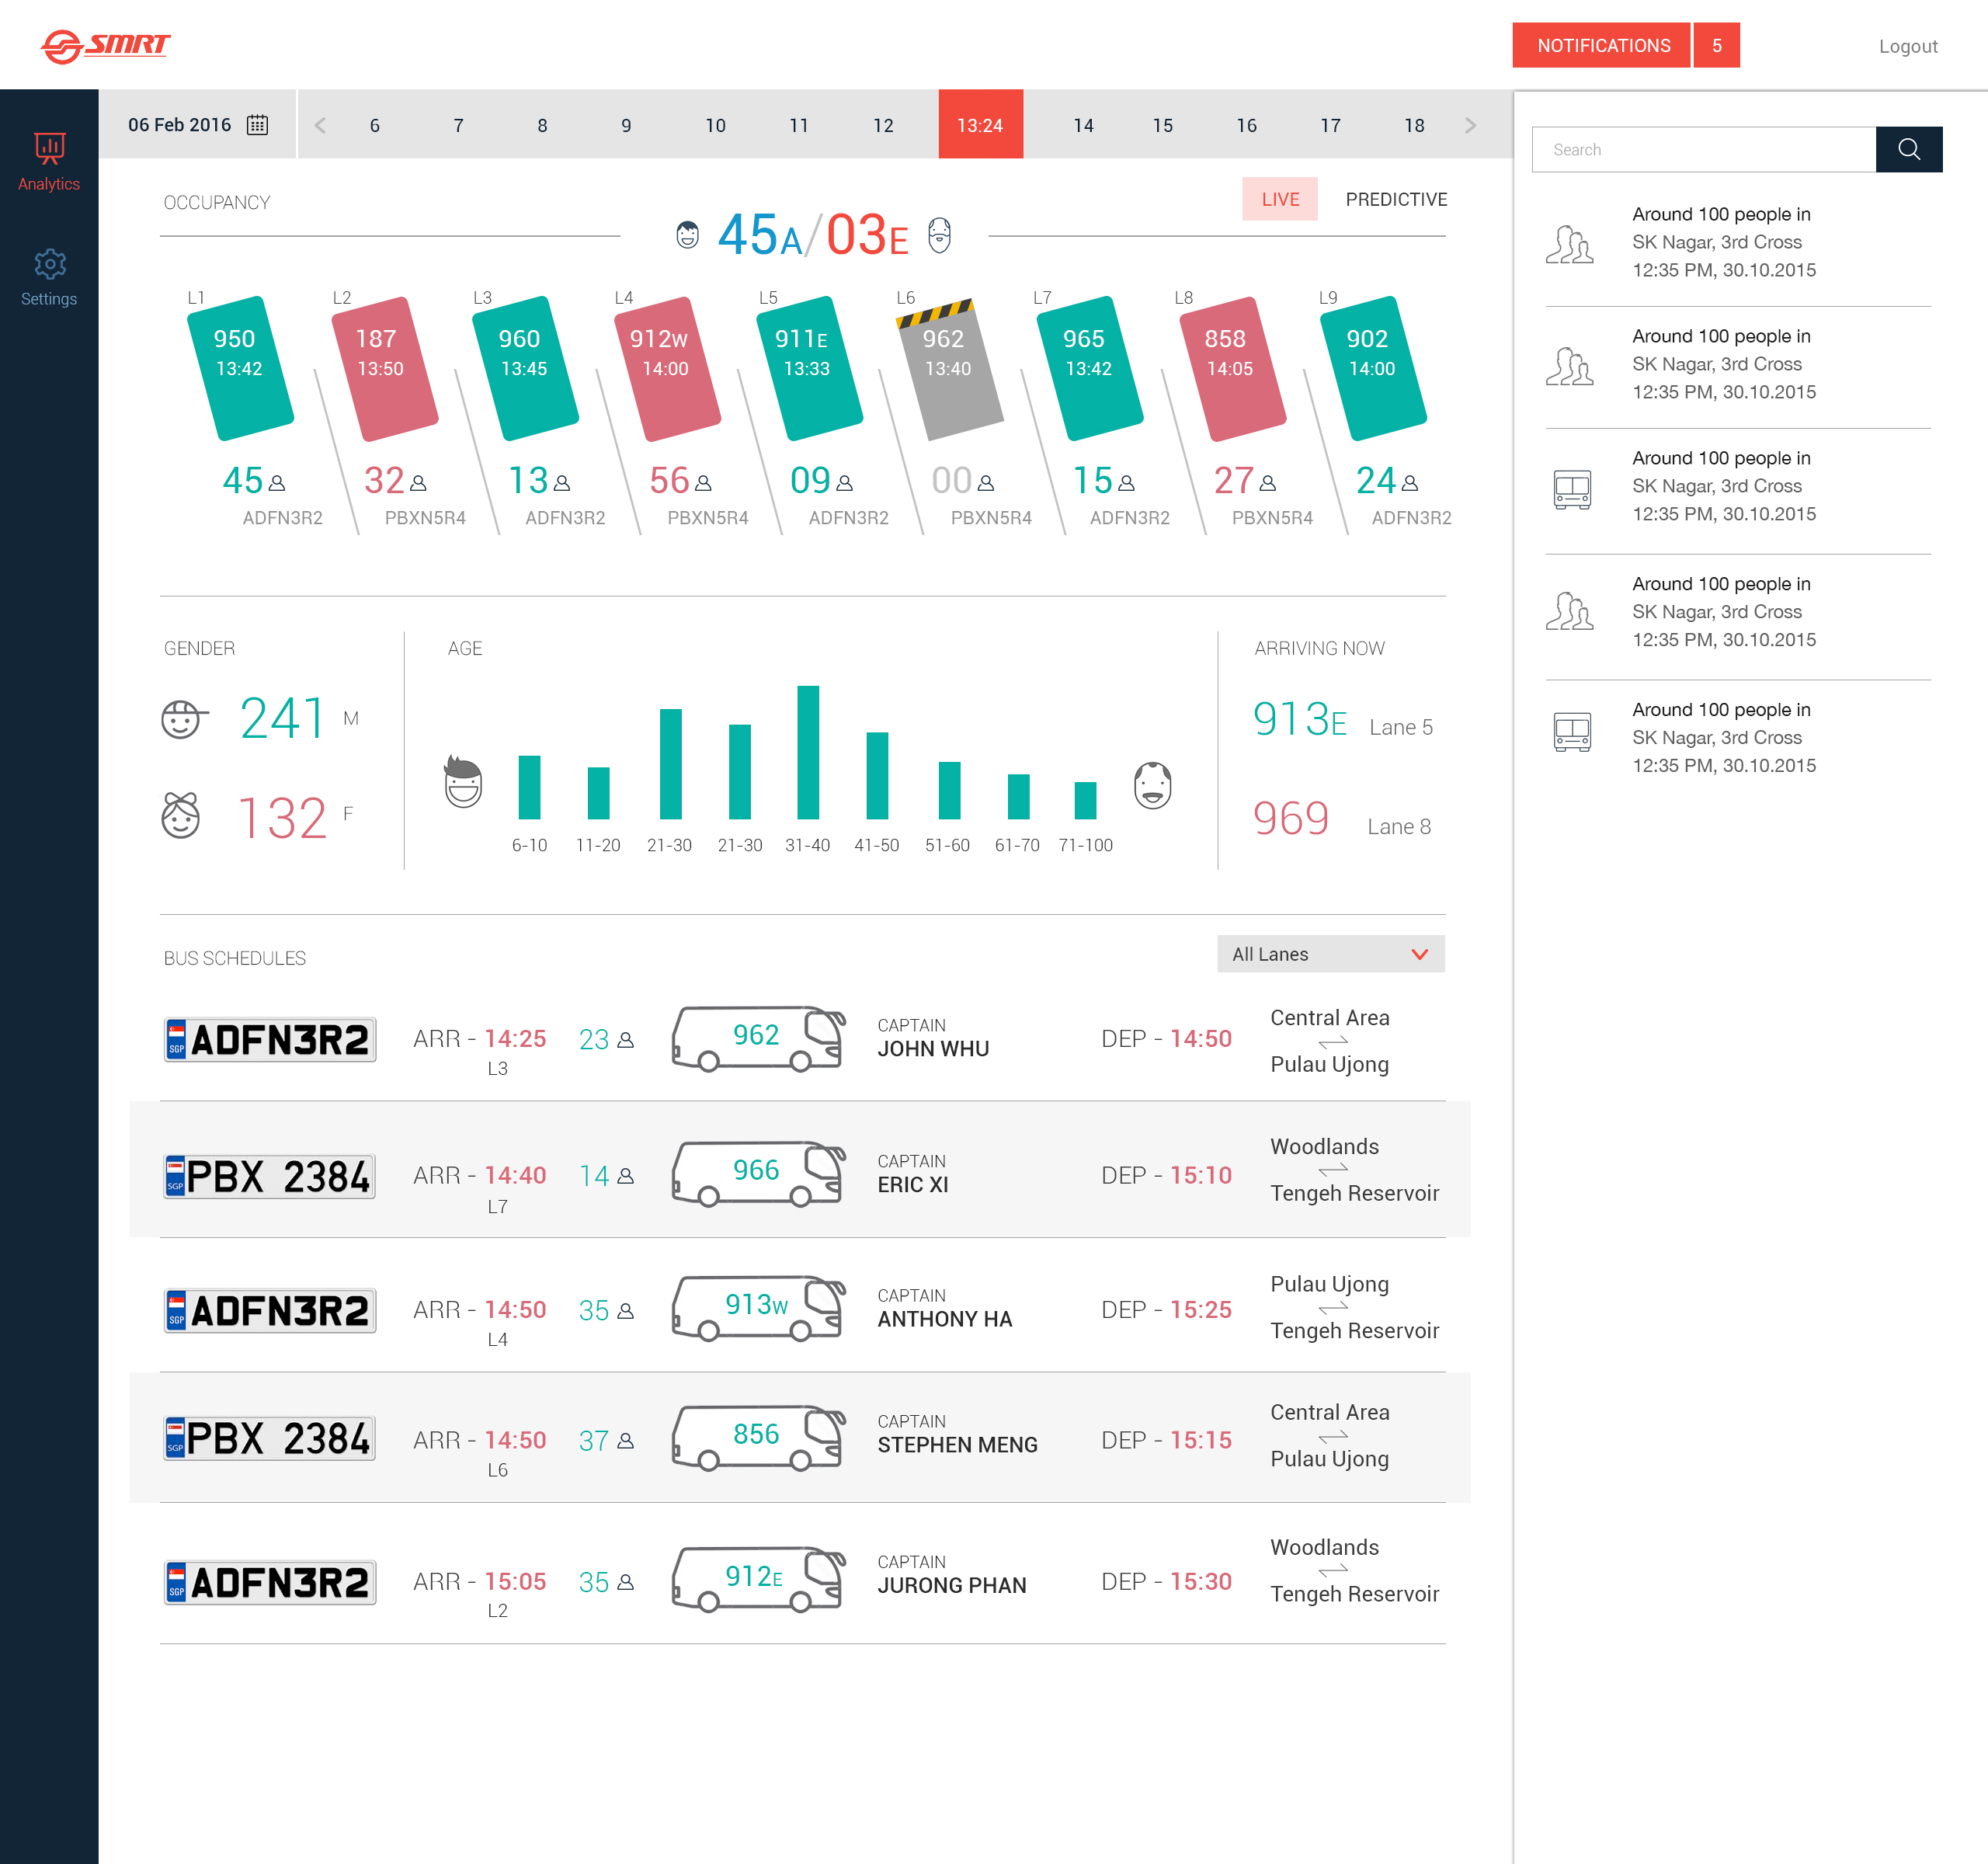 SMRT
NOTIFICATIONS 5
Logout
Analytics
Settings
06 Feb 2016
< 6 7 8 9 10 11 12 13:24 14 15 16 17 18 >
OCCUPANCY
45A/03E
LIVE PREDICTIVE
L1 L2 L3 L4 L5 L6 L7 L8 L9
950 187 960 912W 911E 962 965 858 902
13:42 13:50 13:45 14:00 13:33 13:40 13:42 14:05 14:00
45 32 13 56 09 00 15 27 24
ADFN3R2 PBXN5R4 ADFN3R2 PBXN5R4 ADFN3R2 PBXN5R4 ADFN3R2 PBXN5R4 ADFN3R2
GENDER
241 M
132 F
AGE
6-10 11-20 21-30 21-30 31-40 41-50 51-60 61-70 71-100
ARRIVING NOW
913E Lane 5
969 Lane 8
BUS SCHEDULES
All Lanes
SGP ADFN3R2
ARR - 14:25
L3
23
962
CAPTAIN
JOHN WHU
DEP - 14:50
Central Area
Pulau Ujong
SGP PBX 2384
ARR - 14:40
L7
14
966
CAPTAIN
ERIC XI
DEP - 15:10
Woodlands
Tengeh Reservoir
SGP ADFN3R2
ARR - 14:50
L4
35
913W
CAPTAIN
ANTHONY HA
DEP - 15:25
Pulau Ujong
Tengeh Reservoir
SGP PBX 2384
ARR - 14:50
L6
37
856
CAPTAIN
STEPHEN MENG
DEP - 15:15
Central Area
Pulau Ujong
SGP ADFN3R2
ARR - 15:05
L2
35
912E
CAPTAIN
JURONG PHAN
DEP - 15:30
Woodlands
Tengeh Reservoir
Search
Around 100 people in
SK Nagar, 3rd Cross
12:35 PM, 30.10.2015
Around 100 people in
SK Nagar, 3rd Cross
12:35 PM, 30.10.2015
Around 100 people in
SK Nagar, 3rd Cross
12:35 PM, 30.10.2015
Around 100 people in
SK Nagar, 3rd Cross
12:35 PM, 30.10.2015
Around 100 people in
SK Nagar, 3rd Cross
12:35 PM, 30.10.2015